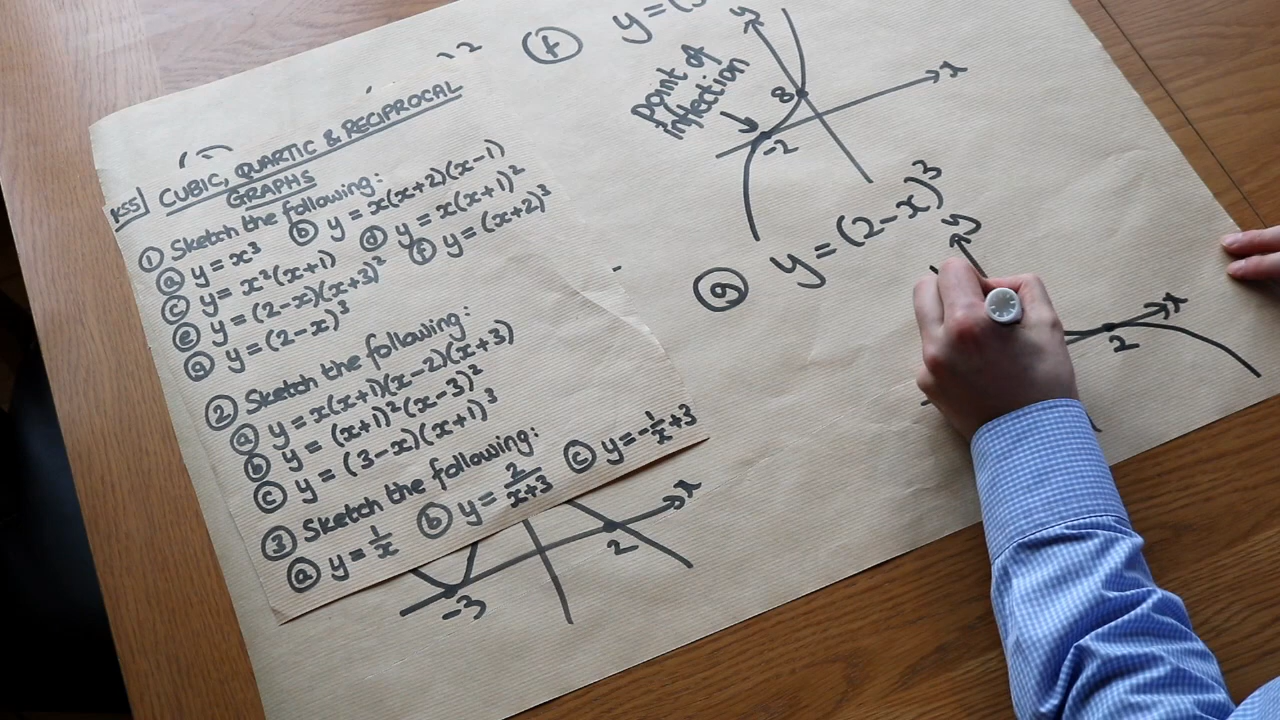 KS5 CUBIC, QUARTIC & RECIPROCAL
GRAPHS
① Sketch the following:
ⓐ y = x³ ⓑ y = x(x+2)(x-1)
ⓒ y = x²(x+1) ⓓ y = x(x+1)²
ⓔ y = (2-x)(x+3)² ⓕ y = (x+2)³
ⓖ y = (2-x)³
② Sketch the following:
ⓐ y = x(x+1)(x-2)(x+3)
ⓑ y = (x+1)²(x-3)²
ⓒ y = (3-x)(x+1)³
③ Sketch the following:
ⓐ y = 1/x ⓑ y = 2/(x+3) ⓒ y = -1/x+3
-3
2
x
ⓕ y = (
y
x
8
-2
point of
inflection
ⓖ y = (2-x)³
y
x
2